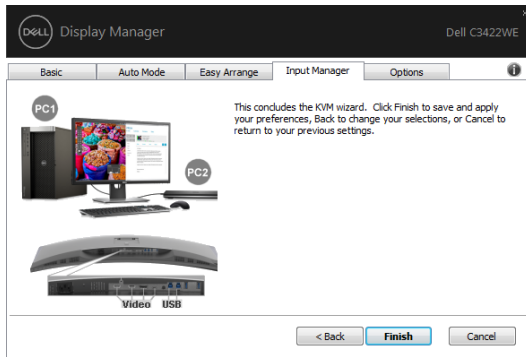 DELL Display Manager
Dell C3422WE
Basic
Auto Mode
Easy Arrange
Input Manager
Options
PC1
PC2
This concludes the KVM wizard. Click Finish to save and apply
your preferences, Back to change your selections, or Cancel to
return to your previous settings.
Video USB
< Back
Finish
Cancel